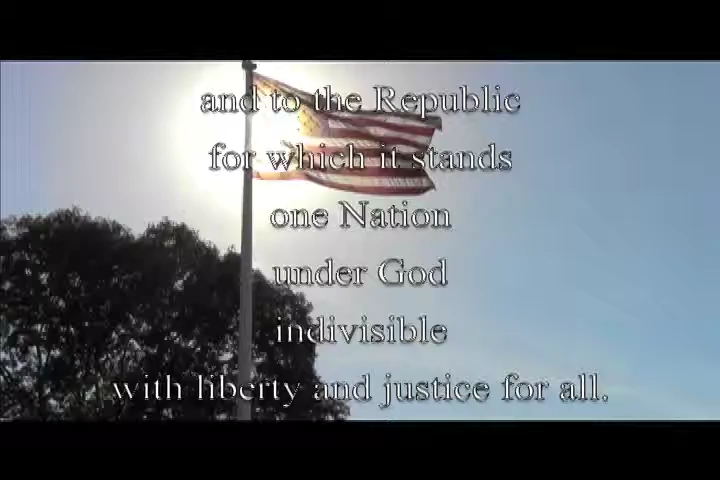 and to the Republic
for which it stands
one Nation
under God
indivisible
with liberty and justice for all.